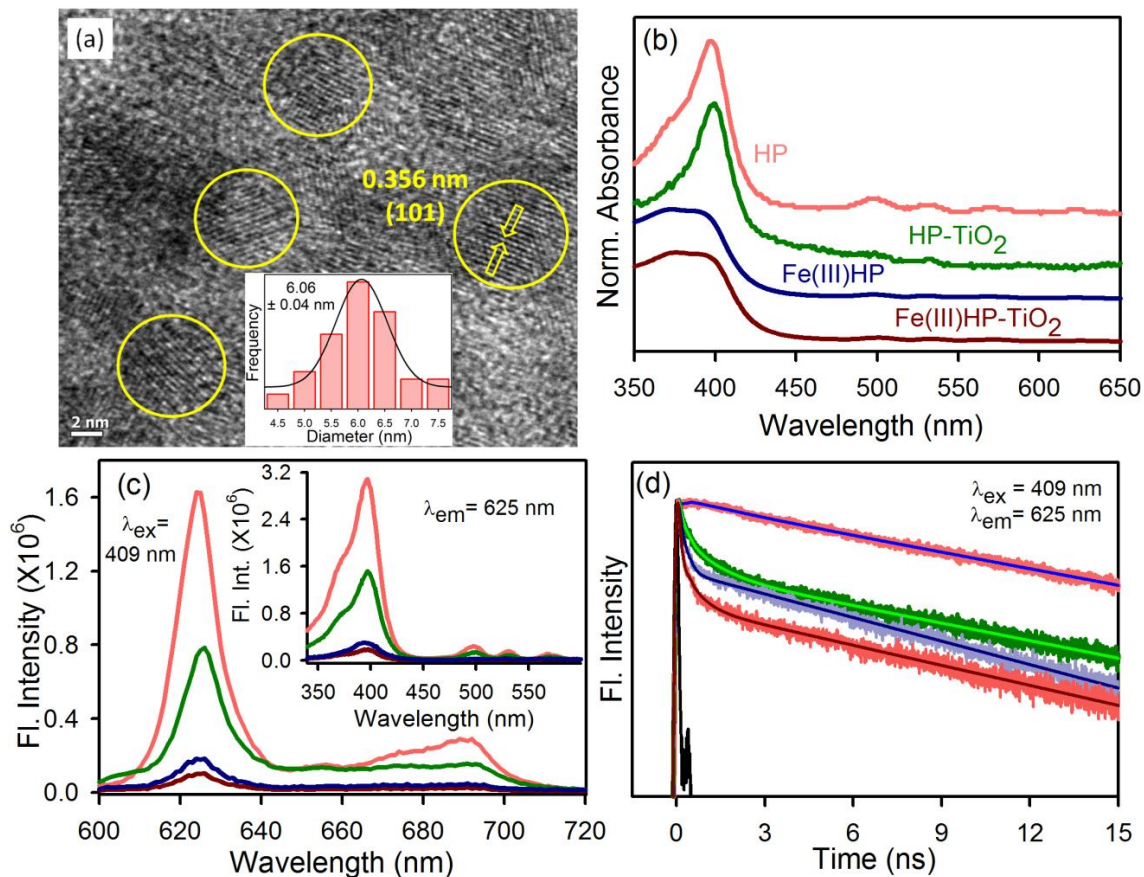 (a)
0.356 nm
(101)
2 nm
6.06
± 0.04 nm
Frequency
4.5 5.0 5.5 6.0 6.5 7.0 7.5
Diameter (nm)
(b)
Norm. Absorbance
HP
HP-TiO₂
Fe(III)HP
Fe(III)HP-TiO₂
350 400 450 500 550 600 650
Wavelength (nm)
(c)
λex=
409 nm
Fl. Intensity (X10⁶)
1.6
1.2
0.8
0.4
0.0
600 620 640 660 680 700 720
Wavelength (nm)
λem = 625 nm
Fl. Int. (X10⁶)
3.2
2.4
1.6
0.8
0.0
340 400 450 500 550
Wavelength (nm)
(d)
λex = 409 nm
λem= 625 nm
Fl. Intensity
0 3 6 9 12 15
Time (ns)